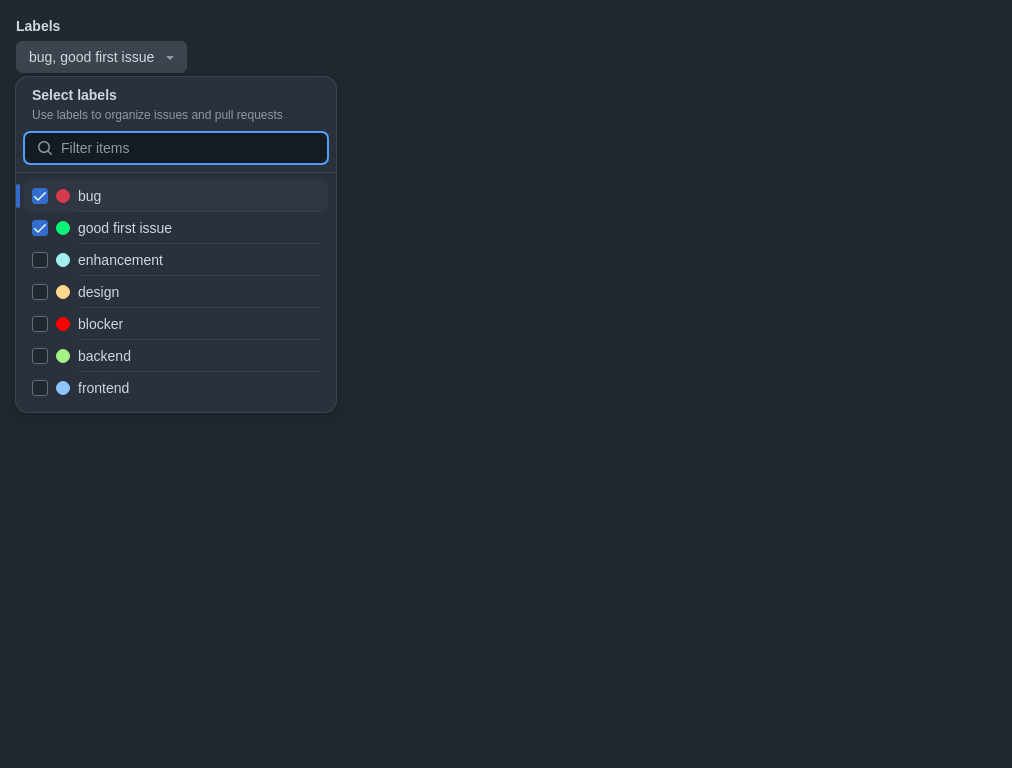 Labels
bug, good first issue
Select labels
Use labels to organize issues and pull requests
Filter items
bug
good first issue
enhancement
design
blocker
backend
frontend